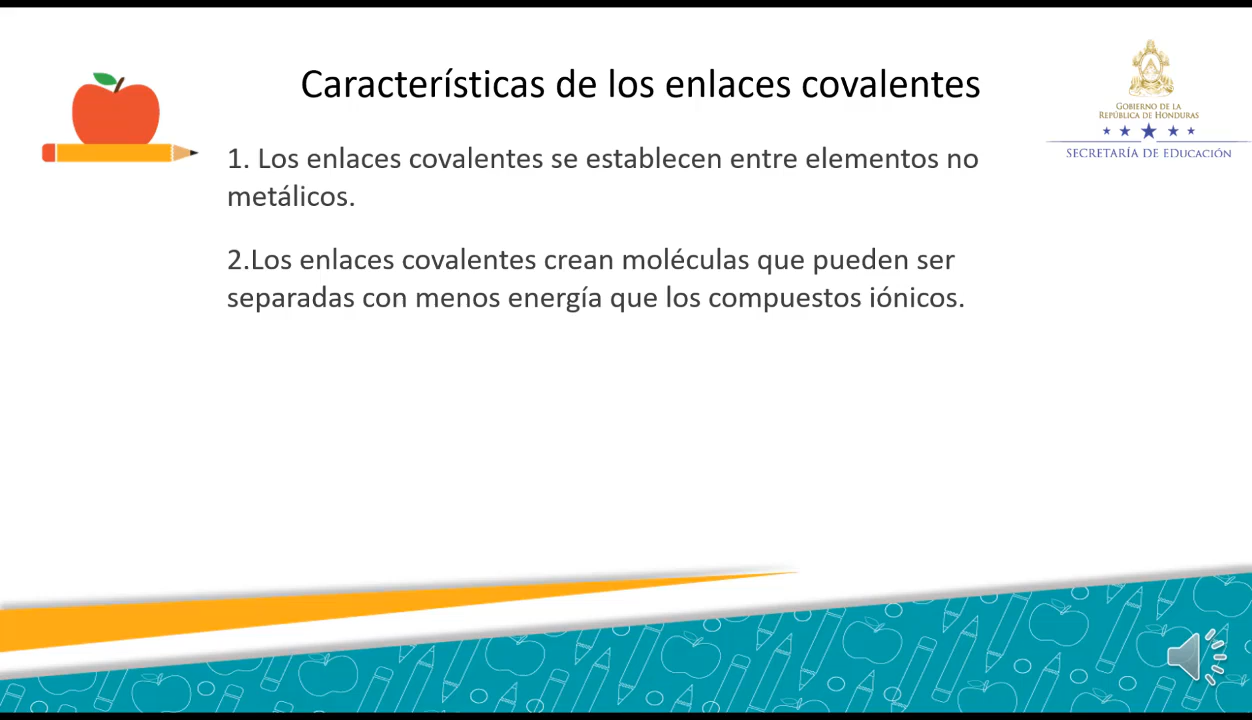 Características de los enlaces covalentes
GOBIERNO DE LA
REPÚBLICA DE HONDURAS
SECRETARÍA DE EDUCACIÓN
1. Los enlaces covalentes se establecen entre elementos no
metálicos.
2.Los enlaces covalentes crean moléculas que pueden ser
separadas con menos energía que los compuestos iónicos.